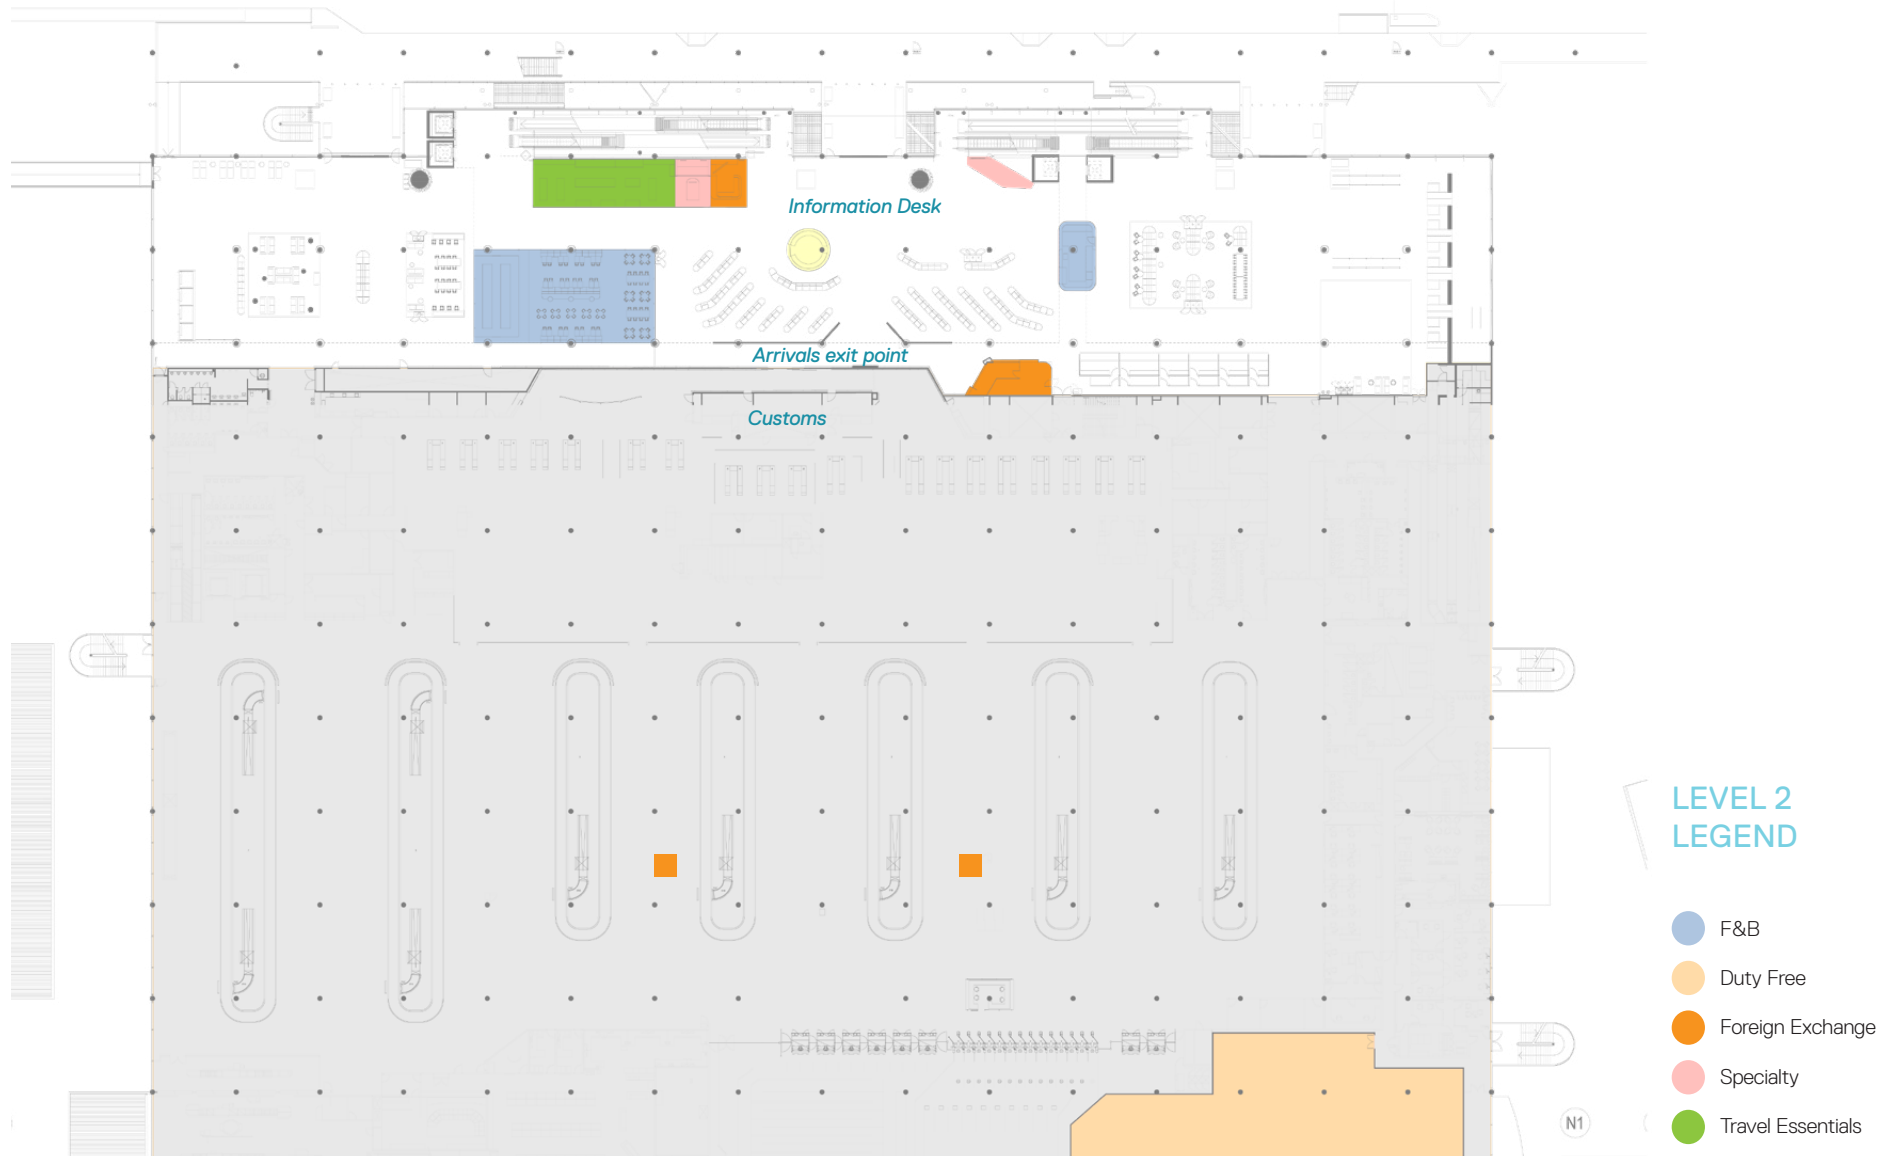 Information Desk
Arrivals exit point
Customs
LEVEL 2
LEGEND
F&B
Duty Free
Foreign Exchange
Specialty
Travel Essentials
N1